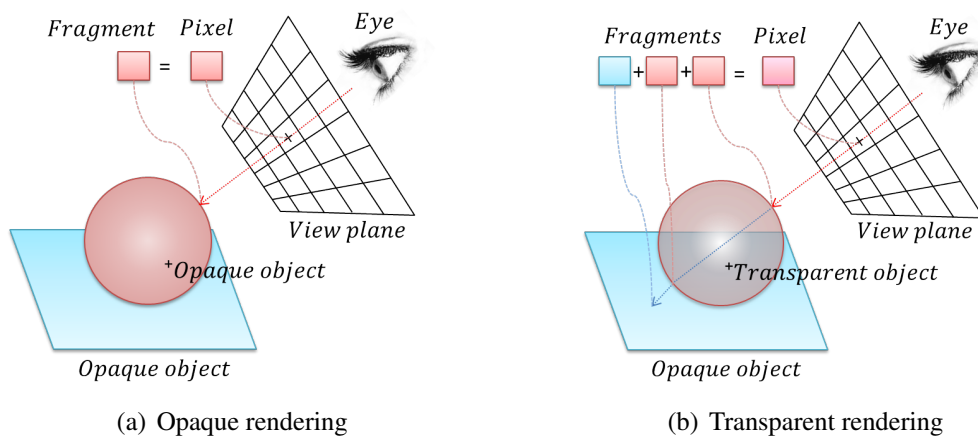 Fragment Pixel Eye
=
View plane
+Opaque object
Opaque object
(a) Opaque rendering
Fragments Pixel Eye
+ + =
View plane
+Transparent object
Opaque object
(b) Transparent rendering